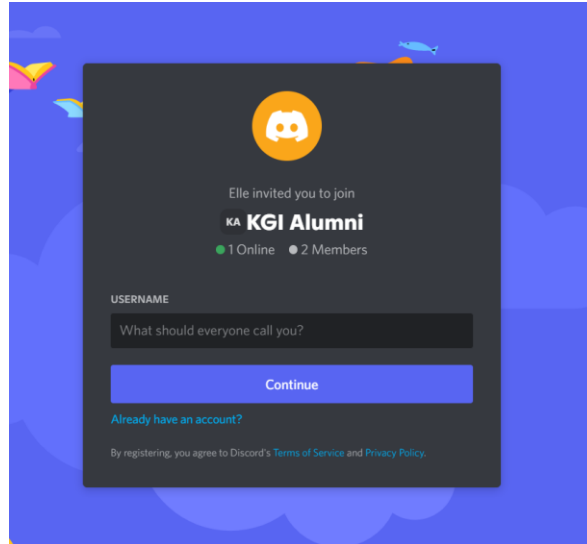 Elle invited you to join
KA KGI Alumni
1 Online 2 Members
USERNAME
What should everyone call you?
Continue
Already have an account?
By registering, you agree to Discord's Terms of Service and Privacy Policy.